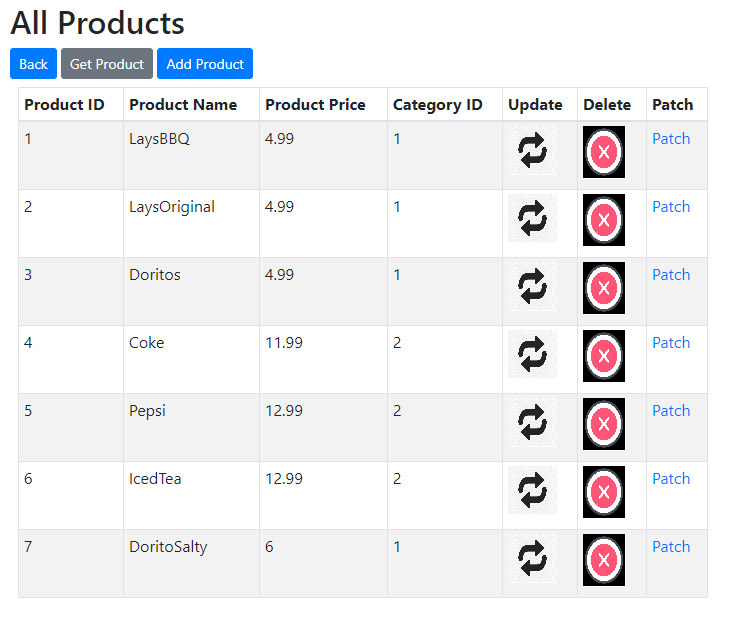 All Products
Back Get Product Add Product
Product ID Product Name Product Price Category ID Update Delete Patch
1 LaysBBQ 4.99 1 X Patch
2 LaysOriginal 4.99 1 X Patch
3 Doritos 4.99 1 X Patch
4 Coke 11.99 2 X Patch
5 Pepsi 12.99 2 X Patch
6 IcedTea 12.99 2 X Patch
7 DoritoSalty 6 1 X Patch